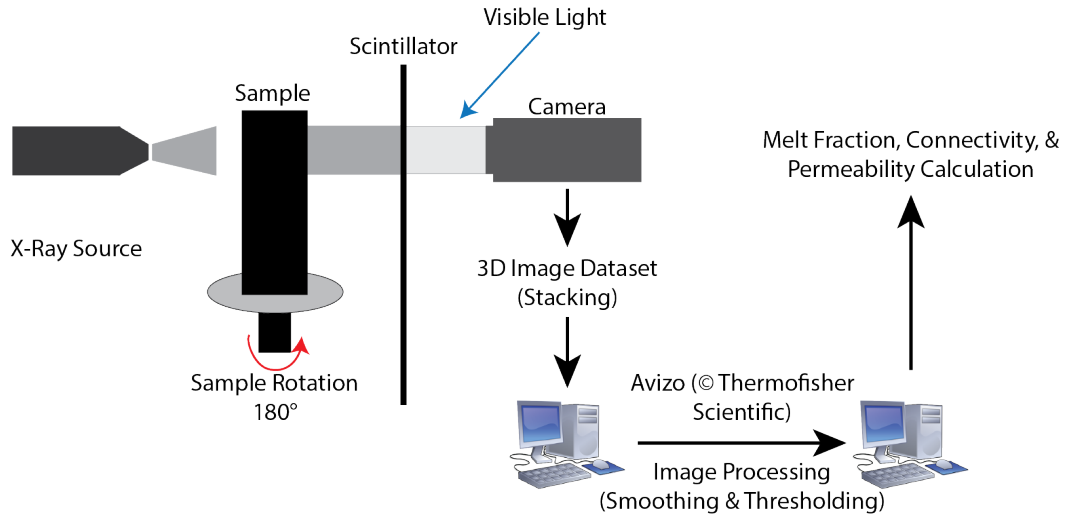 Visible Light
Scintillator
Sample
Camera
X-Ray Source
Sample Rotation
180°
3D Image Dataset
(Stacking)
Avizo (© Thermofisher
Scientific)
Image Processing
(Smoothing & Thresholding)
Melt Fraction, Connectivity, &
Permeability Calculation